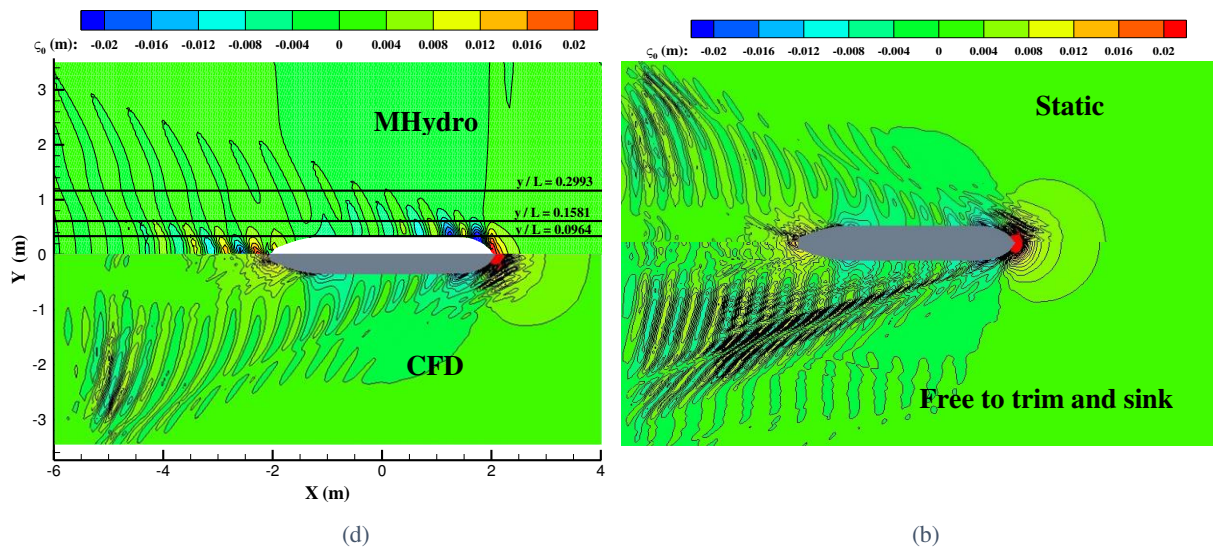 ς₀ (m): -0.02 -0.016 -0.012 -0.008 -0.004 0 0.004 0.008 0.012 0.016 0.02
MHydro
y / L = 0.2993
y / L = 0.1581
y / L = 0.0964
CFD
Y (m)
3
2
1
0
-1
-2
-3
-6 -4 -2 0 2 4
X (m)
(d)
ς₀ (m): -0.02 -0.016 -0.012 -0.008 -0.004 0 0.004 0.008 0.012 0.016 0.02
Static
Free to trim and sink
(b)